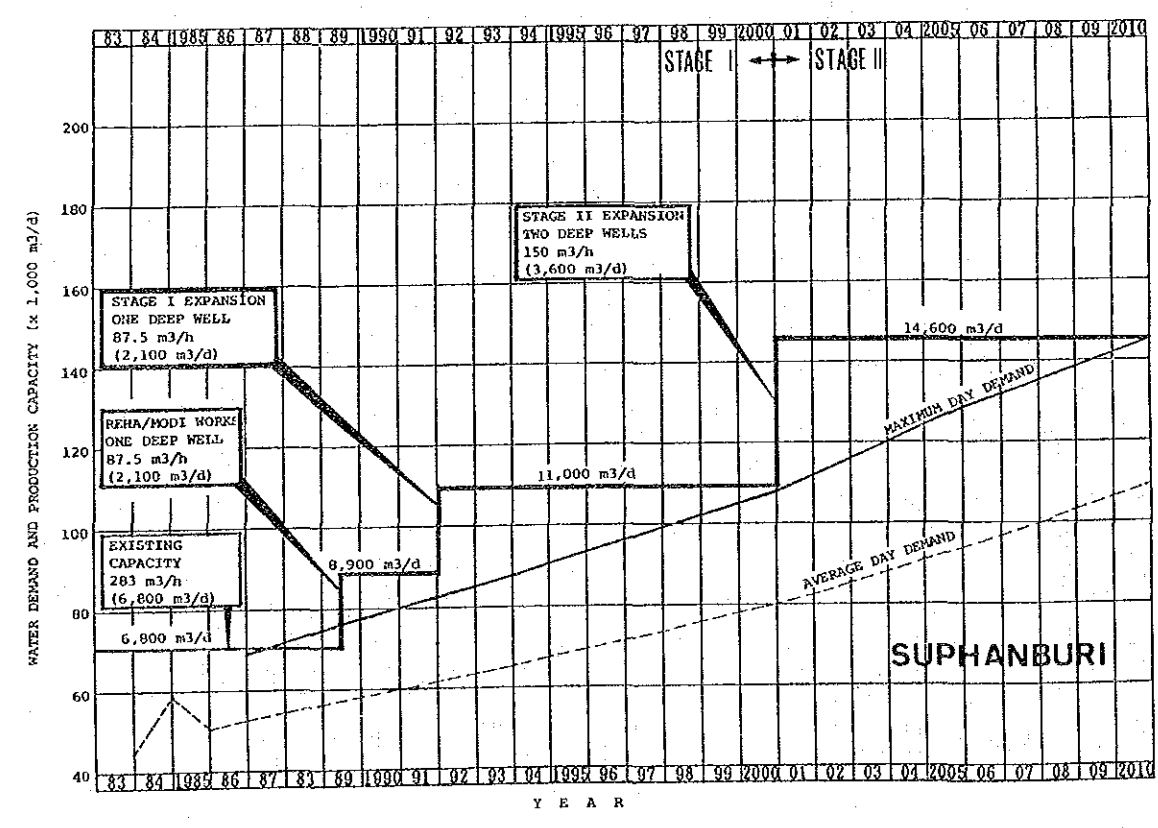 83 84 1985 86 87 88 89 1990 91 92 93 94 1995 96 97 98 99 2000 01 02 03 04 2005 06 07 08 09 2010
STAGE I STAGE II
200
180
160
140
120
100
80
60
40
WATER DEMAND AND PRODUCTION CAPACITY (x 1,000 m3/d)
STAGE II EXPANSION
TWO DEEP WELLS
150 m3/h
(3,600 m3/d)
STAGE I EXPANSION
ONE DEEP WELL
87.5 m3/h
(2,100 m3/d)
14,600 m3/d
MAXIMUM DAY DEMAND
REHA/MODI WORKS
ONE DEEP WELL
87.5 m3/h
(2,100 m3/d)
11,000 m3/d
EXISTING
CAPACITY
283 m3/h
(6,800 m3/d)
8,900 m3/d
AVERAGE DAY DEMAND
6,800 m3/d
SUPHANBURI
83 84 1985 86 87 83 89 1990 91 92 93 94 1995 96 97 98 99 2000 01 02 03 04 2005 06 07 08 09 2010
Y E A R